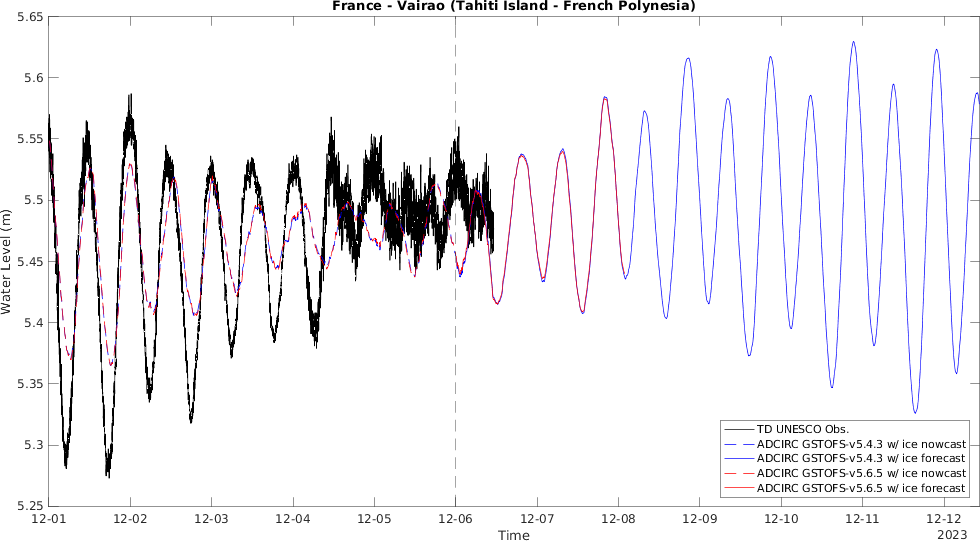 France - Vairao (Tahiti Island - French Polynesia)
5.65
5.6
5.55
5.5
5.45
5.4
5.35
5.3
5.25
Water Level (m)
12-01 12-02 12-03 12-04 12-05 12-06 12-07 12-08 12-09 12-10 12-11 12-12
2023
Time
TD UNESCO Obs.
ADCIRC GSTOFS-v5.4.3 w/ ice nowcast
ADCIRC GSTOFS-v5.4.3 w/ ice forecast
ADCIRC GSTOFS-v5.6.5 w/ ice nowcast
ADCIRC GSTOFS-v5.6.5 w/ ice forecast